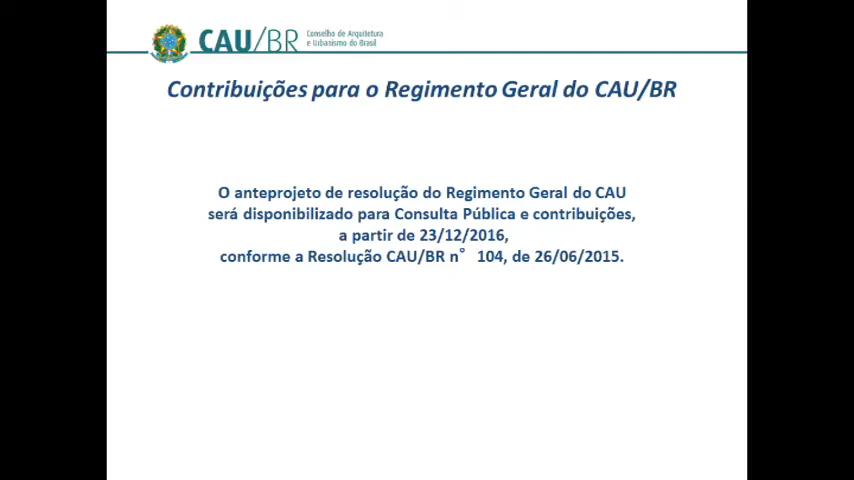 CAU/BR
Conselho de Arquitetura
e Urbanismo do Brasil
Contribuições para o Regimento Geral do CAU/BR
O anteprojeto de resolução do Regimento Geral do CAU
será disponibilizado para Consulta Pública e contribuições,
a partir de 23/12/2016,
conforme a Resolução CAU/BR n° 104, de 26/06/2015.